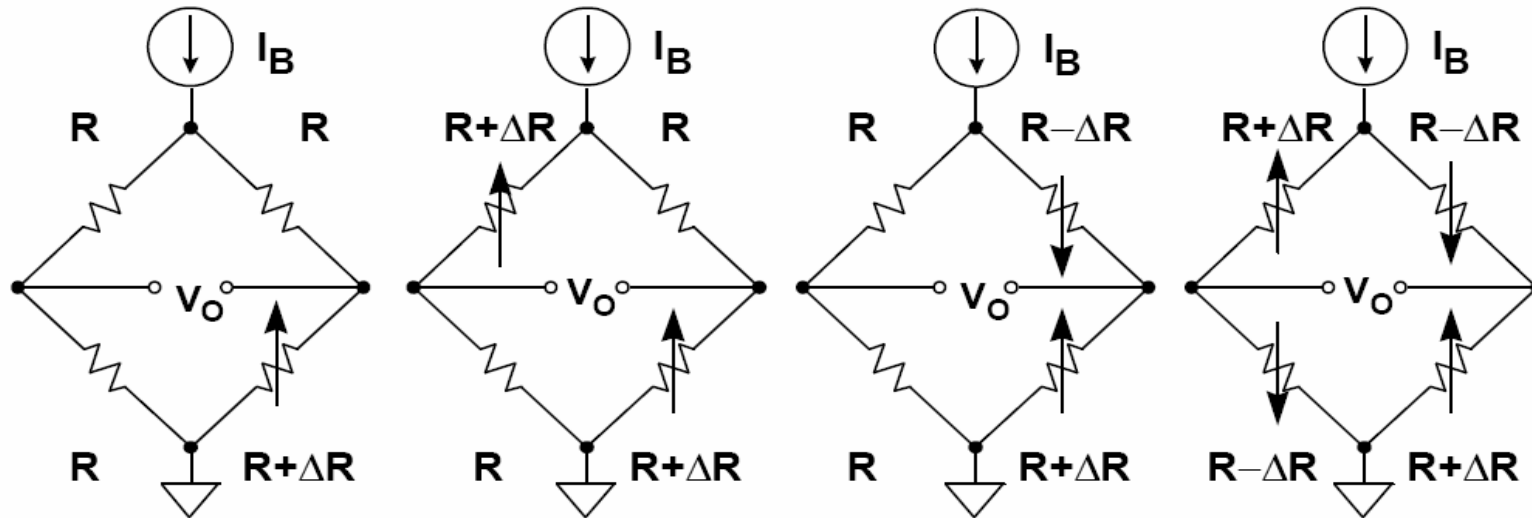 I_B I_B I_B I_B
R R R+ΔR R R R−ΔR R+ΔR R−ΔR
V_O V_O V_O V_O
R R+ΔR R R+ΔR R R+ΔR R−ΔR R+ΔR